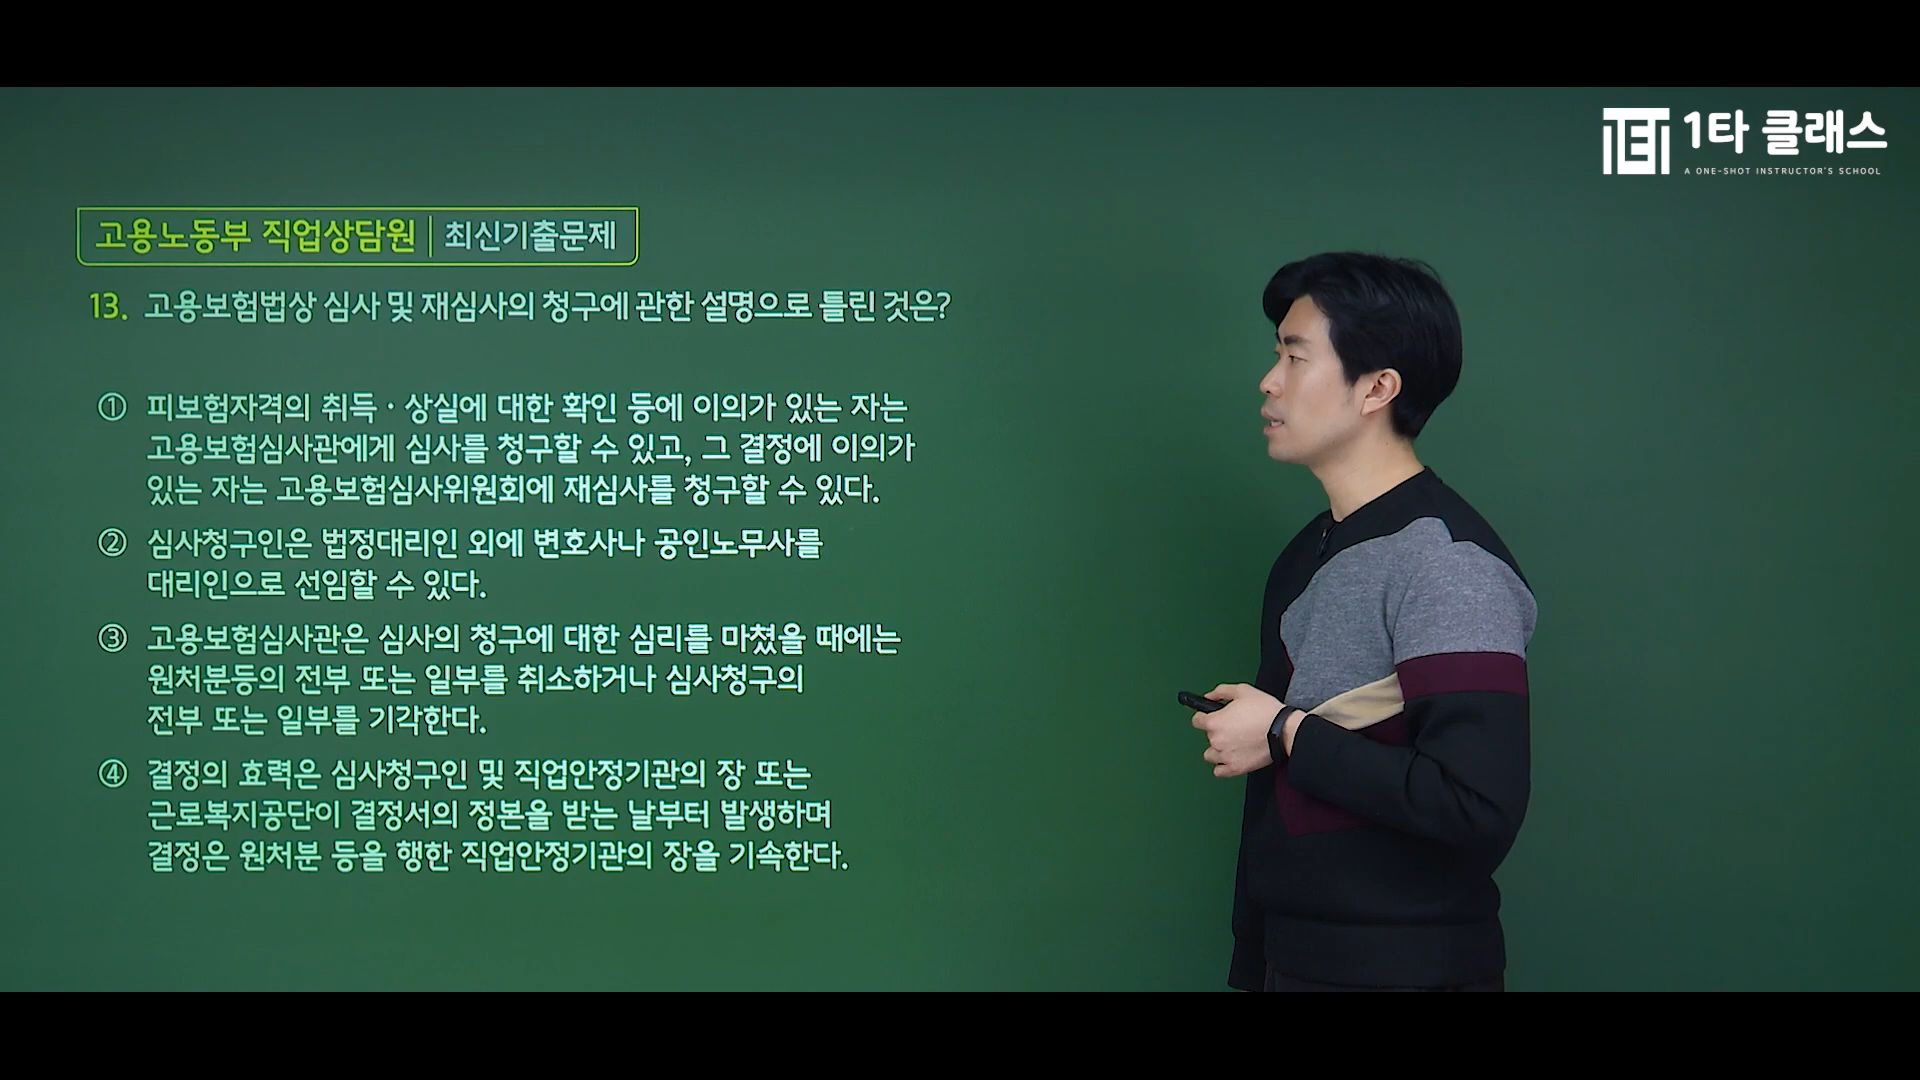 1타 클래스
A ONE-SHOT INSTRUCTOR'S SCHOOL
고용노동부 직업상담원 | 최신기출문제
13. 고용보험법상 심사 및 재심사의 청구에 관한 설명으로 틀린 것은?
① 피보험자격의 취득·상실에 대한 확인 등에 이의가 있는 자는
고용보험심사관에게 심사를 청구할 수 있고, 그 결정에 이의가
있는 자는 고용보험심사위원회에 재심사를 청구할 수 있다.
② 심사청구인은 법정대리인 외에 변호사나 공인노무사를
대리인으로 선임할 수 있다.
③ 고용보험심사관은 심사의 청구에 대한 심리를 마쳤을 때에는
원처분등의 전부 또는 일부를 취소하거나 심사청구의
전부 또는 일부를 기각한다.
④ 결정의 효력은 심사청구인 및 직업안정기관의 장 또는
근로복지공단이 결정서의 정본을 받는 날부터 발생하며
결정은 원처분 등을 행한 직업안정기관의 장을 기속한다.